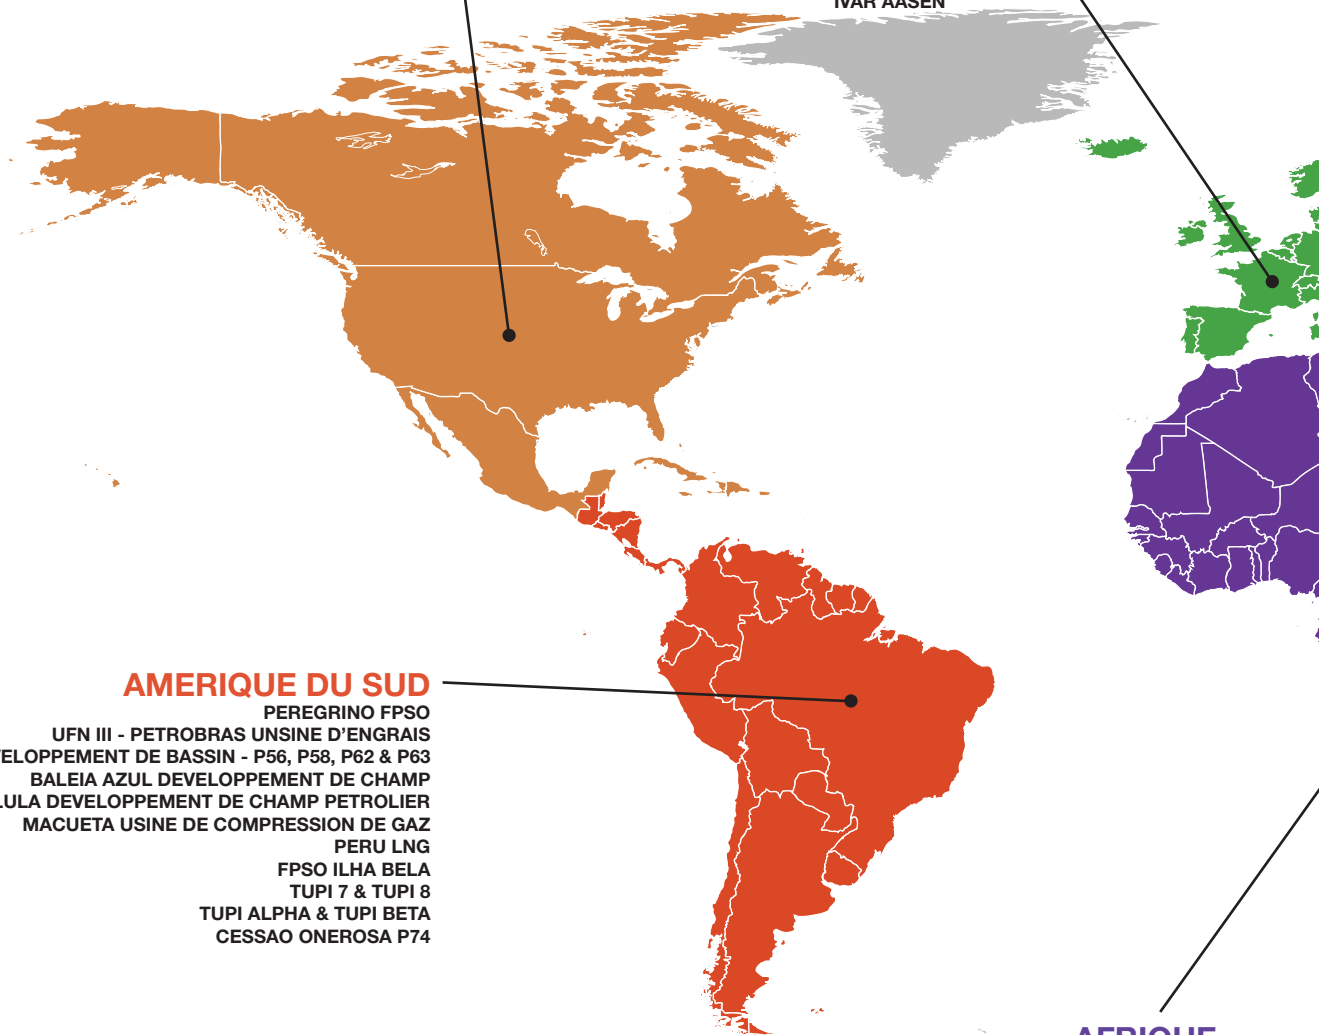 IVAR AASEN
AMERIQUE DU SUD
PEREGRINO FPSO
UFN III - PETROBRAS UNSINE D'ENGRAIS
ELOPPEMENT DE BASSIN - P56, P58, P62 & P63
BALEIA AZUL DEVELOPPEMENT DE CHAMP
LULA DEVELOPPEMENT DE CHAMP PETROLIER
MACUETA USINE DE COMPRESSION DE GAZ
PERU LNG
FPSO ILHA BELA
TUPI 7 & TUPI 8
TUPI ALPHA & TUPI BETA
CESSAO ONEROSA P74
AFRIQUE